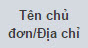 Tên chủ
đơn/Địa chỉ